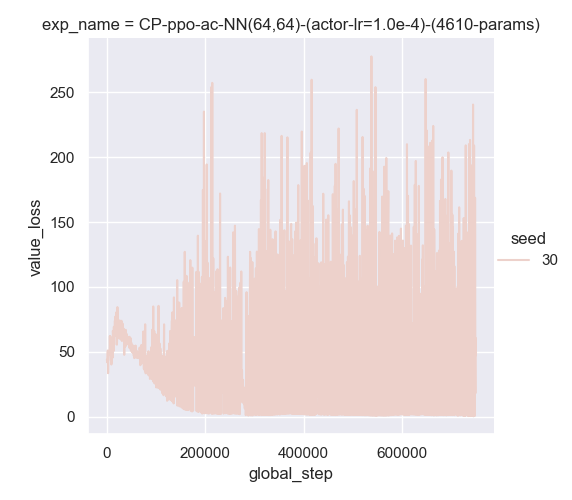 exp_name = CP-ppo-ac-NN(64,64)-(actor-lr=1.0e-4)-(4610-params)
250
200
150
100
50
0
value_loss
0
200000
400000
600000
global_step
seed
30